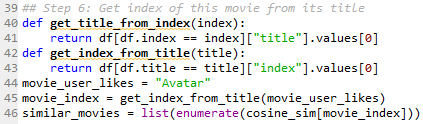 39 ## Step 6: Get index of this movie from its title
40 def get_title_from_index(index):
41     return df[df.index == index]["title"].values[0]
42 def get_index_from_title(title):
43     return df[df.title == title]["index"].values[0]
44 movie_user_likes = "Avatar"
45 movie_index = get_index_from_title(movie_user_likes)
46 similar_movies = list(enumerate(cosine_sim[movie_index]))